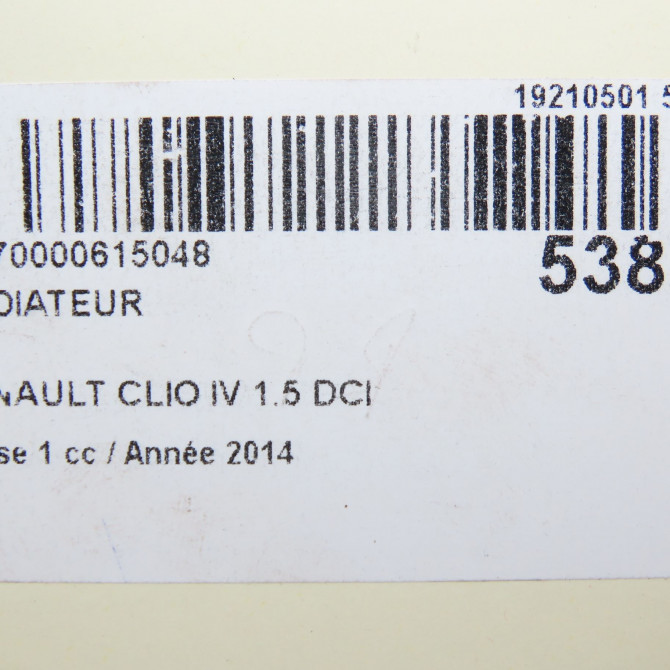 19210501 5
70000615048
538
DIATEUR
NAULT CLIO IV 1.5 DCI
se 1 cc / Année 2014